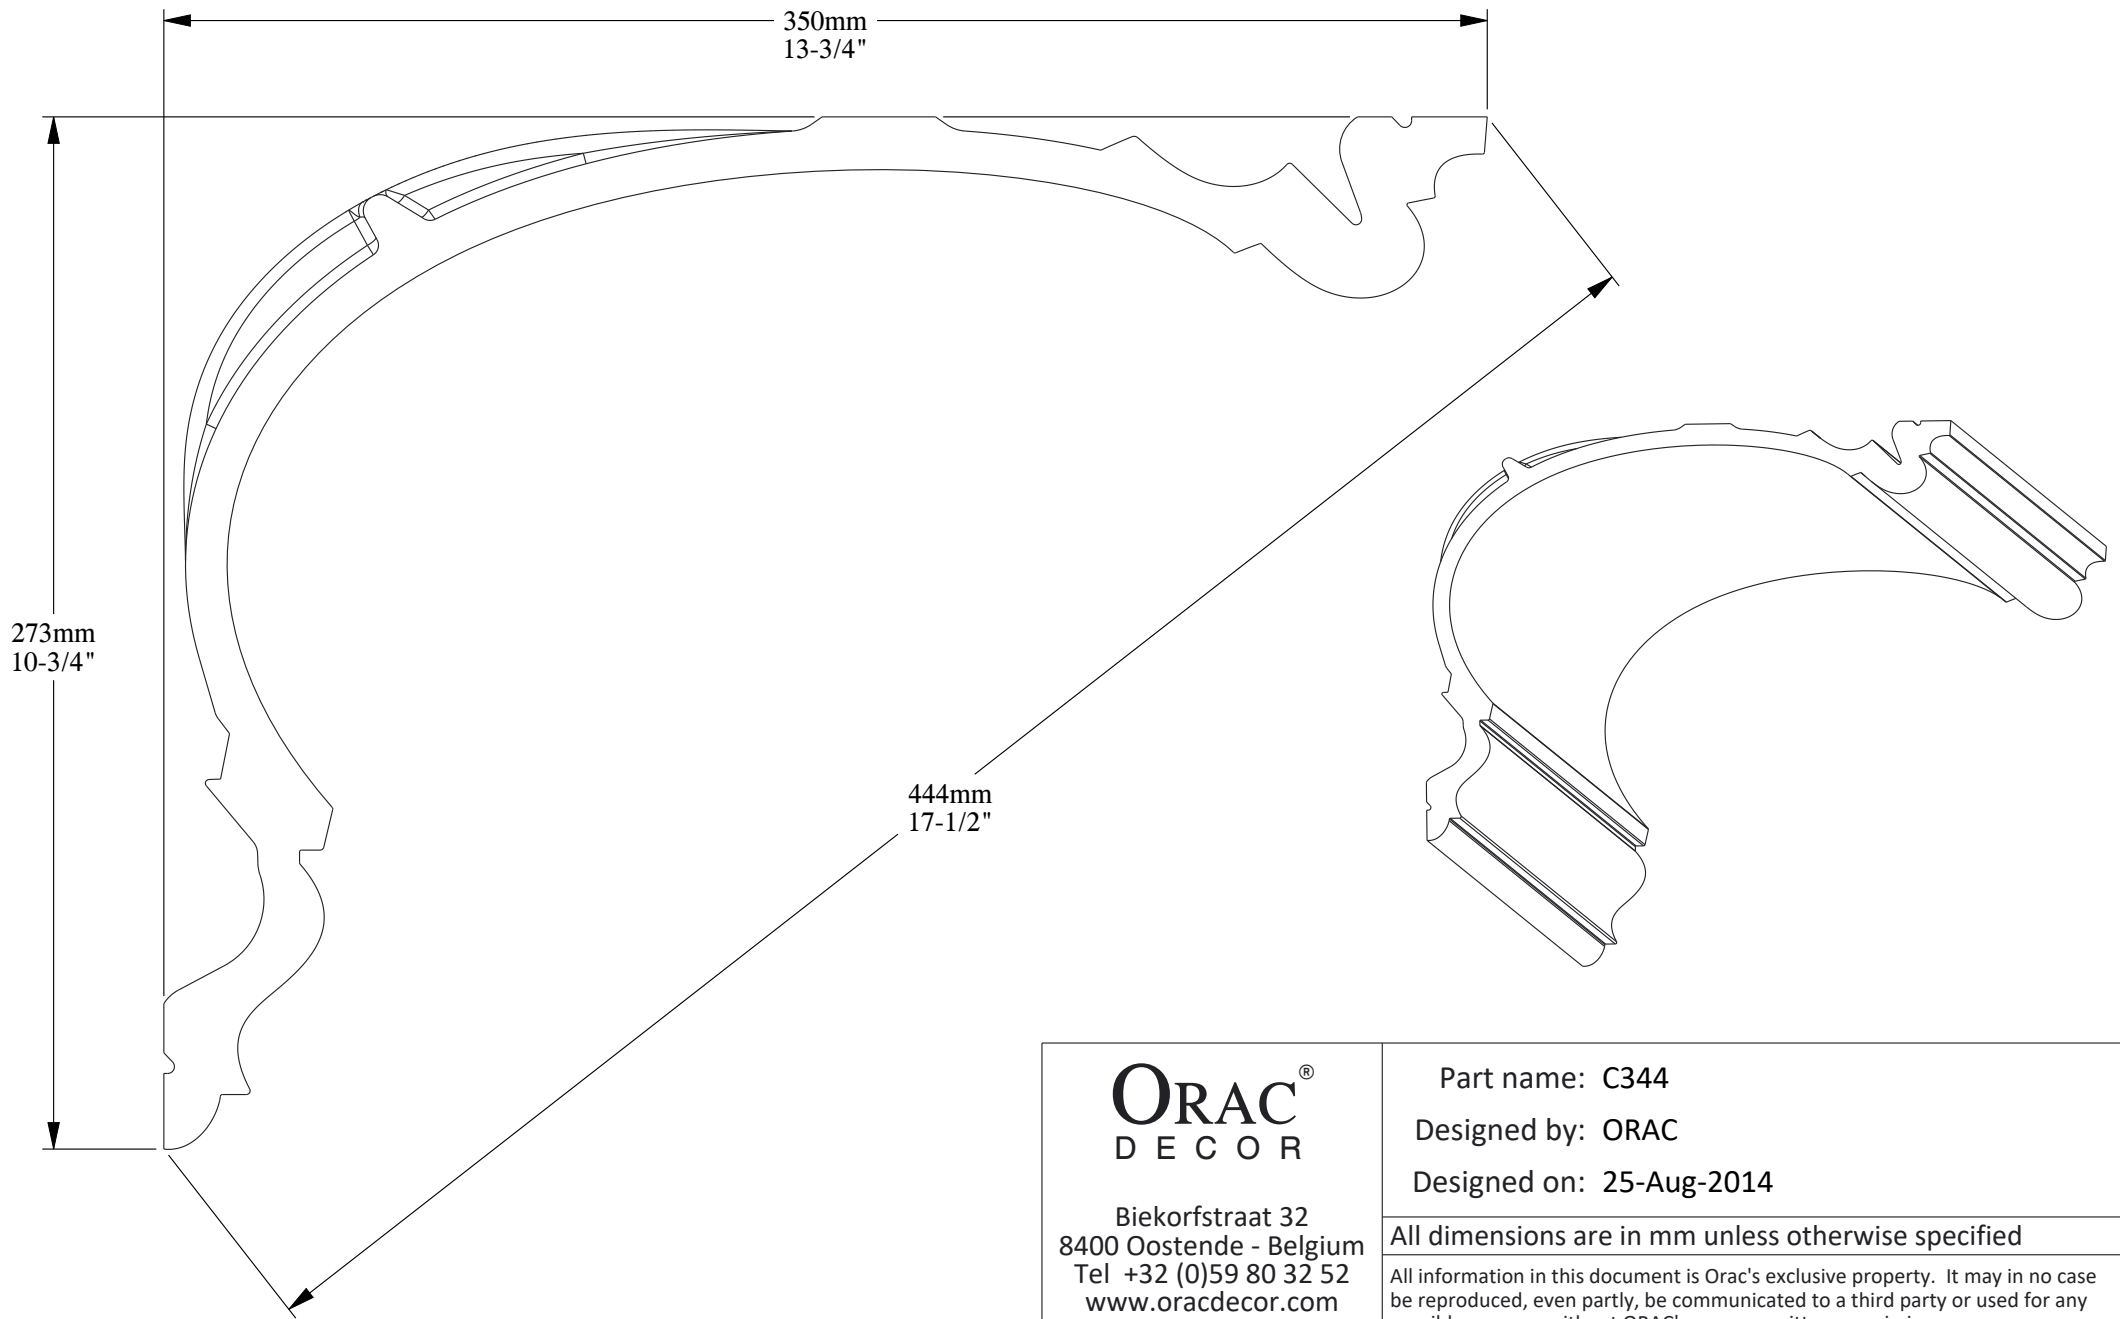 350mm
13-3/4"
273mm
10-3/4"
444mm
17-1/2"
ORAC®
DECOR
Biekorfstraat 32
8400 Oostende - Belgium
Tel +32 (0)59 80 32 52
www.oracdecor.com
Part name: C344
Designed by: ORAC
Designed on: 25-Aug-2014
All dimensions are in mm unless otherwise specified
All information in this document is Orac's exclusive property. It may in no case
be reproduced, even partly, be communicated to a third party or used for any